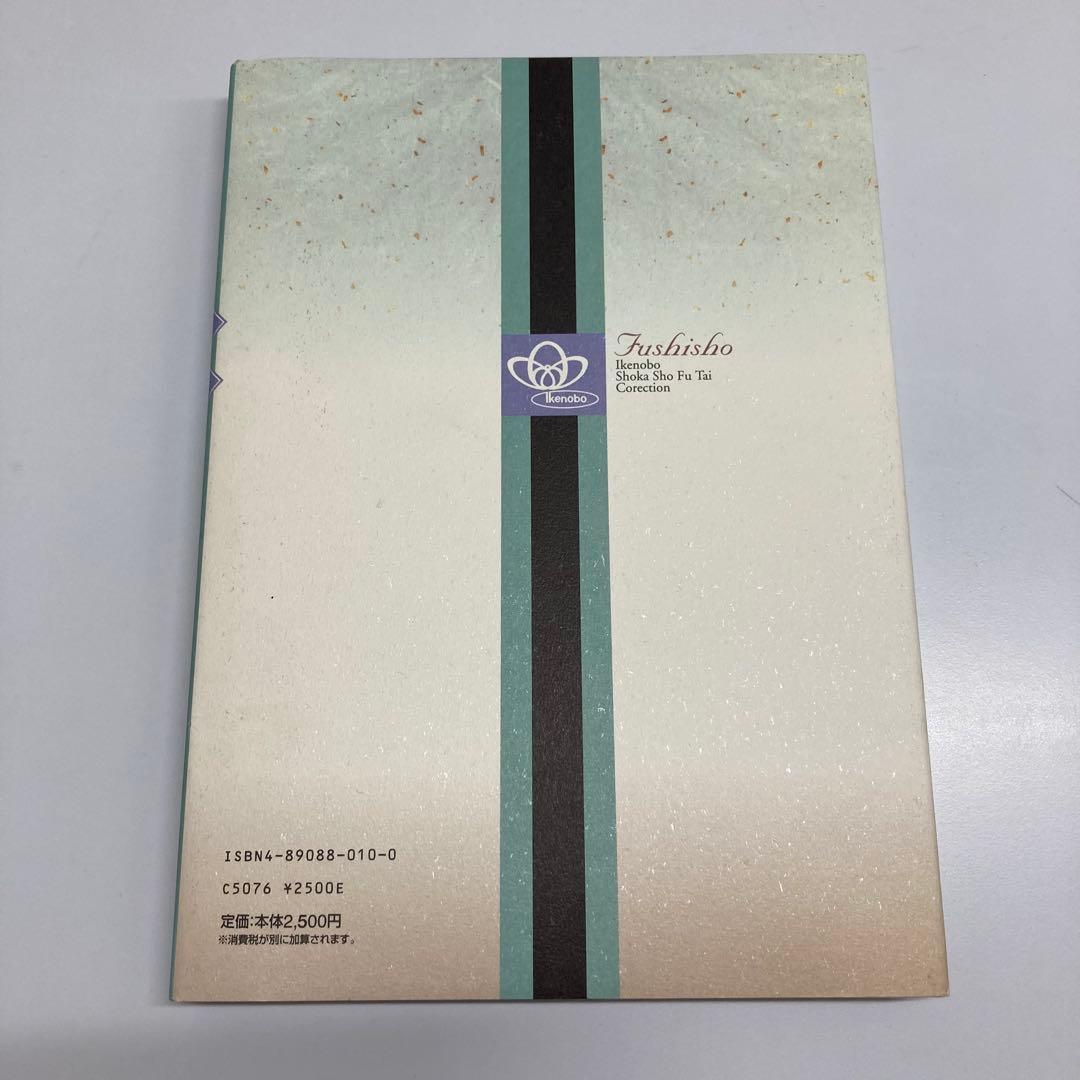 Fushisho
Ikenobo
Shoka Sho Fu Tai
Corection
Ikenobo
ISBN4-89088-010-0
C5076 ¥2500E
定価:本体2,500円
※消費税が別に加算されます。